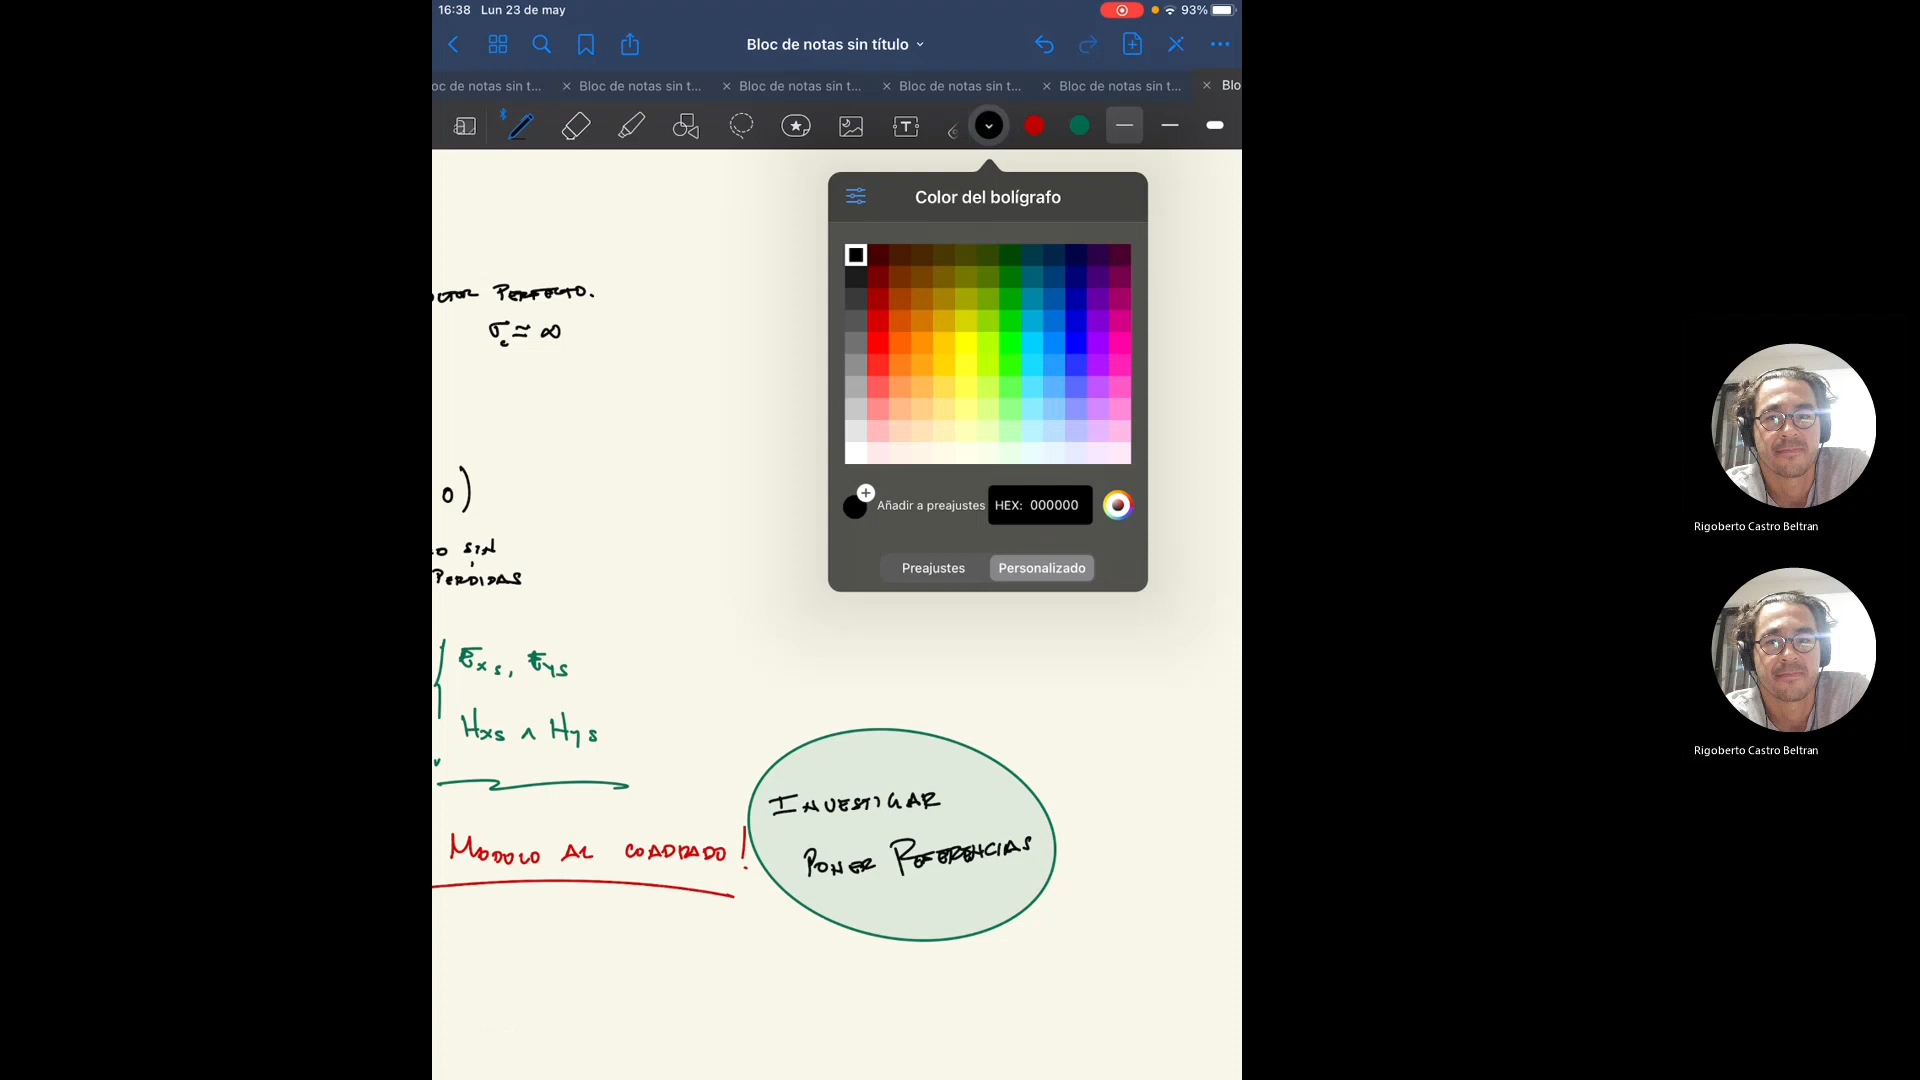 16:38 Lun 23 de may
93%
Bloc de notas sin título
oc de notas sin t...
Bloc de notas sin t...
Bloc de notas sin t...
Bloc de notas sin t...
Bloc de notas sin t...
Blo
Color del bolígrafo
PERFECTO.
σc ≃ ∞
Añadir a preajustes
HEX: 000000
0)
Preajustes Personalizado
O SIN
PERDIDAS
Rigoberto Castro Beltran
Exs, Eys
Hxs ∧ Hys
Rigoberto Castro Beltran
INVESTIGAR
MODULO AL CUADRADO!
PONER REFERENCIAS